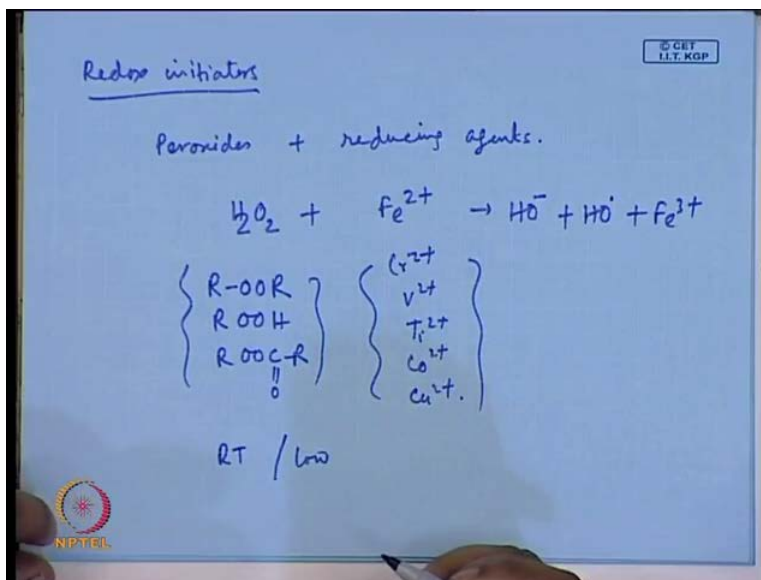 © CET
I.I.T. KGP
Redox initiators
Peroxides + reducing agents.
H2O2 + Fe2+ → HO- + HO· + Fe3+
R-OOR
ROOH
ROOC-R
||
O
Cr2+
V2+
Ti2+
Co2+
Cu2+.
RT / Low
NPTEL